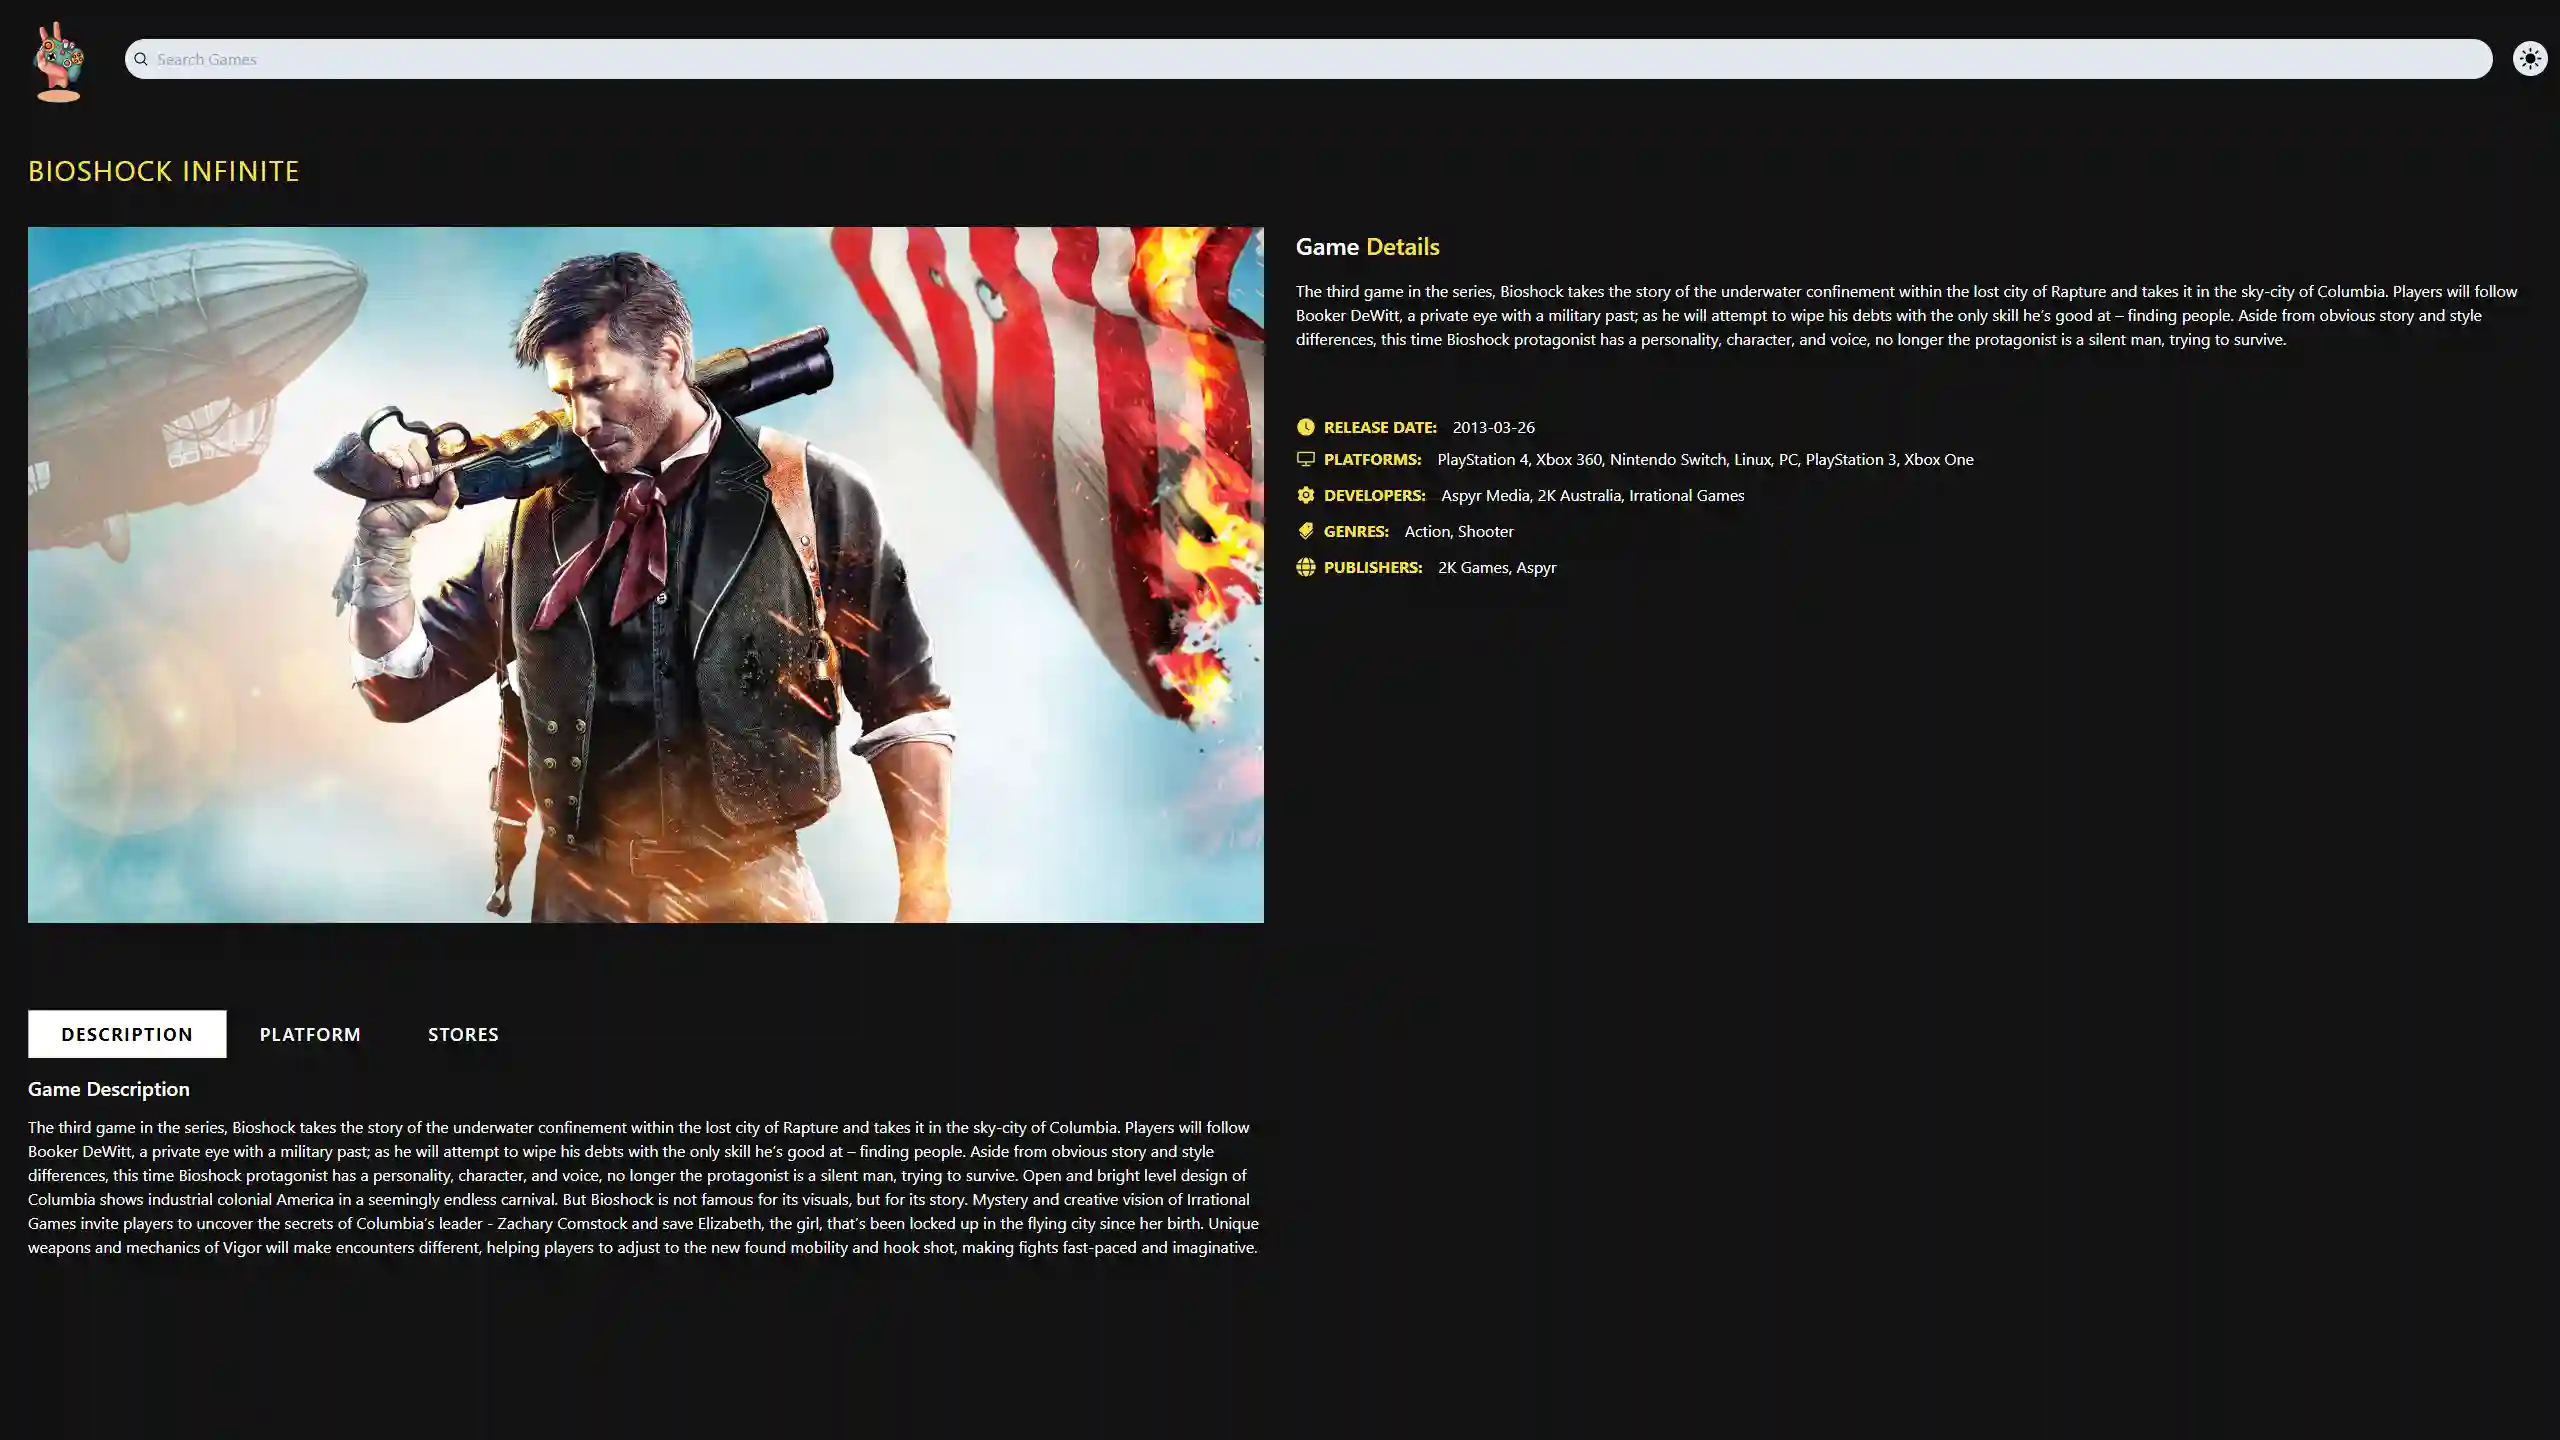 Search Games
BIOSHOCK INFINITE
Game Details
The third game in the series, Bioshock takes the story of the underwater confinement within the lost city of Rapture and takes it in the sky-city of Columbia. Players will follow
Booker DeWitt, a private eye with a military past; as he will attempt to wipe his debts with the only skill he's good at – finding people. Aside from obvious story and style
differences, this time Bioshock protagonist has a personality, character, and voice, no longer the protagonist is a silent man, trying to survive.
RELEASE DATE: 2013-03-26
PLATFORMS: PlayStation 4, Xbox 360, Nintendo Switch, Linux, PC, PlayStation 3, Xbox One
DEVELOPERS: Aspyr Media, 2K Australia, Irrational Games
GENRES: Action, Shooter
PUBLISHERS: 2K Games, Aspyr
DESCRIPTION PLATFORM STORES
Game Description
The third game in the series, Bioshock takes the story of the underwater confinement within the lost city of Rapture and takes it in the sky-city of Columbia. Players will follow
Booker DeWitt, a private eye with a military past; as he will attempt to wipe his debts with the only skill he's good at – finding people. Aside from obvious story and style
differences, this time Bioshock protagonist has a personality, character, and voice, no longer the protagonist is a silent man, trying to survive. Open and bright level design of
Columbia shows industrial colonial America in a seemingly endless carnival. But Bioshock is not famous for its visuals, but for its story. Mystery and creative vision of Irrational
Games invite players to uncover the secrets of Columbia's leader - Zachary Comstock and save Elizabeth, the girl, that's been locked up in the flying city since her birth. Unique
weapons and mechanics of Vigor will make encounters different, helping players to adjust to the new found mobility and hook shot, making fights fast-paced and imaginative.